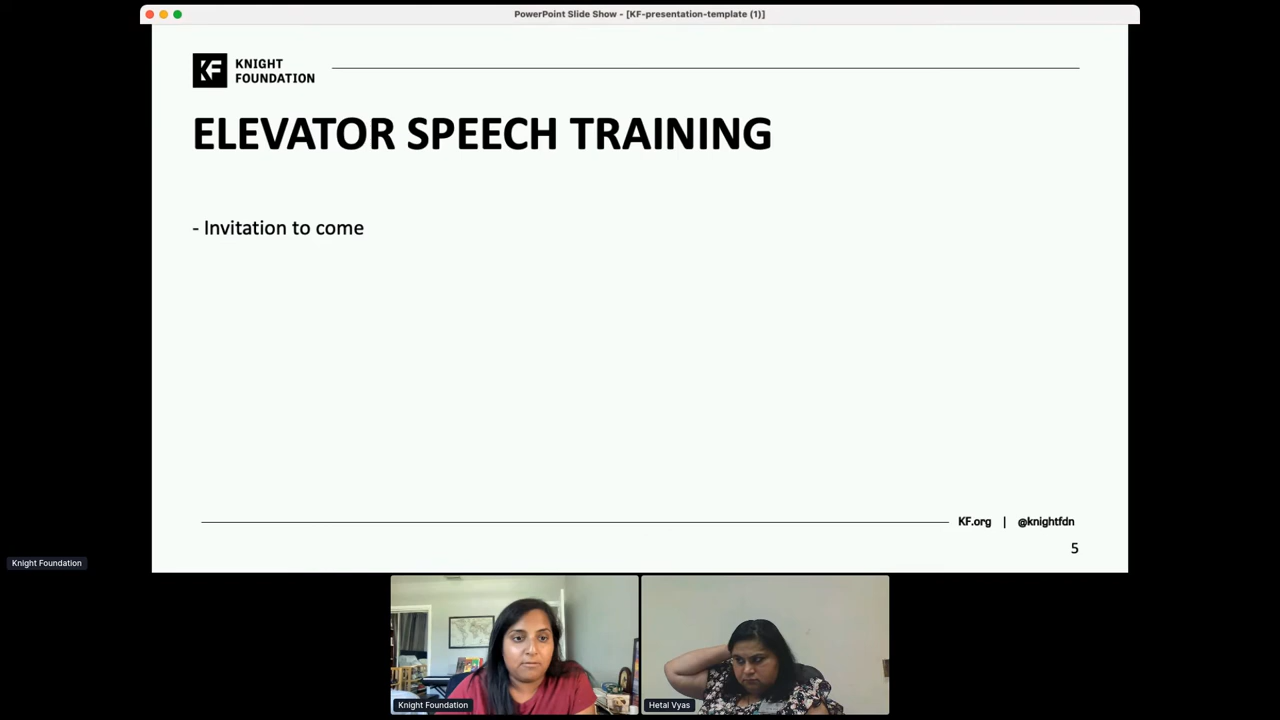 PowerPoint Slide Show - [KF-presentation-template (1)]
KF
KNIGHT
FOUNDATION
ELEVATOR SPEECH TRAINING
- Invitation to come
KF.org | @knightfdn
5
Knight Foundation
Knight Foundation
Hetal Vyas